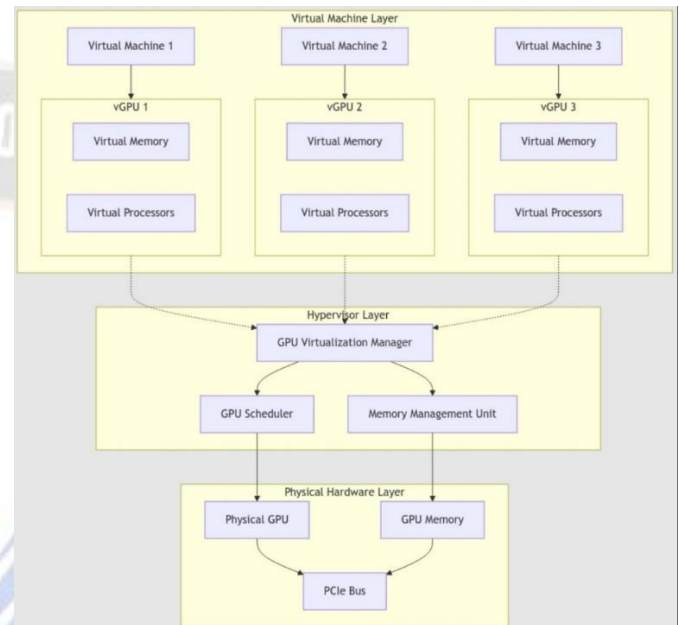 Virtual Machine Layer
Virtual Machine 1 Virtual Machine 2 Virtual Machine 3
vGPU 1 vGPU 2 vGPU 3
Virtual Memory Virtual Memory Virtual Memory
Virtual Processors Virtual Processors Virtual Processors
Hypervisor Layer
GPU Virtualization Manager
GPU Scheduler Memory Management Unit
Physical Hardware Layer
Physical GPU GPU Memory
PCIe Bus